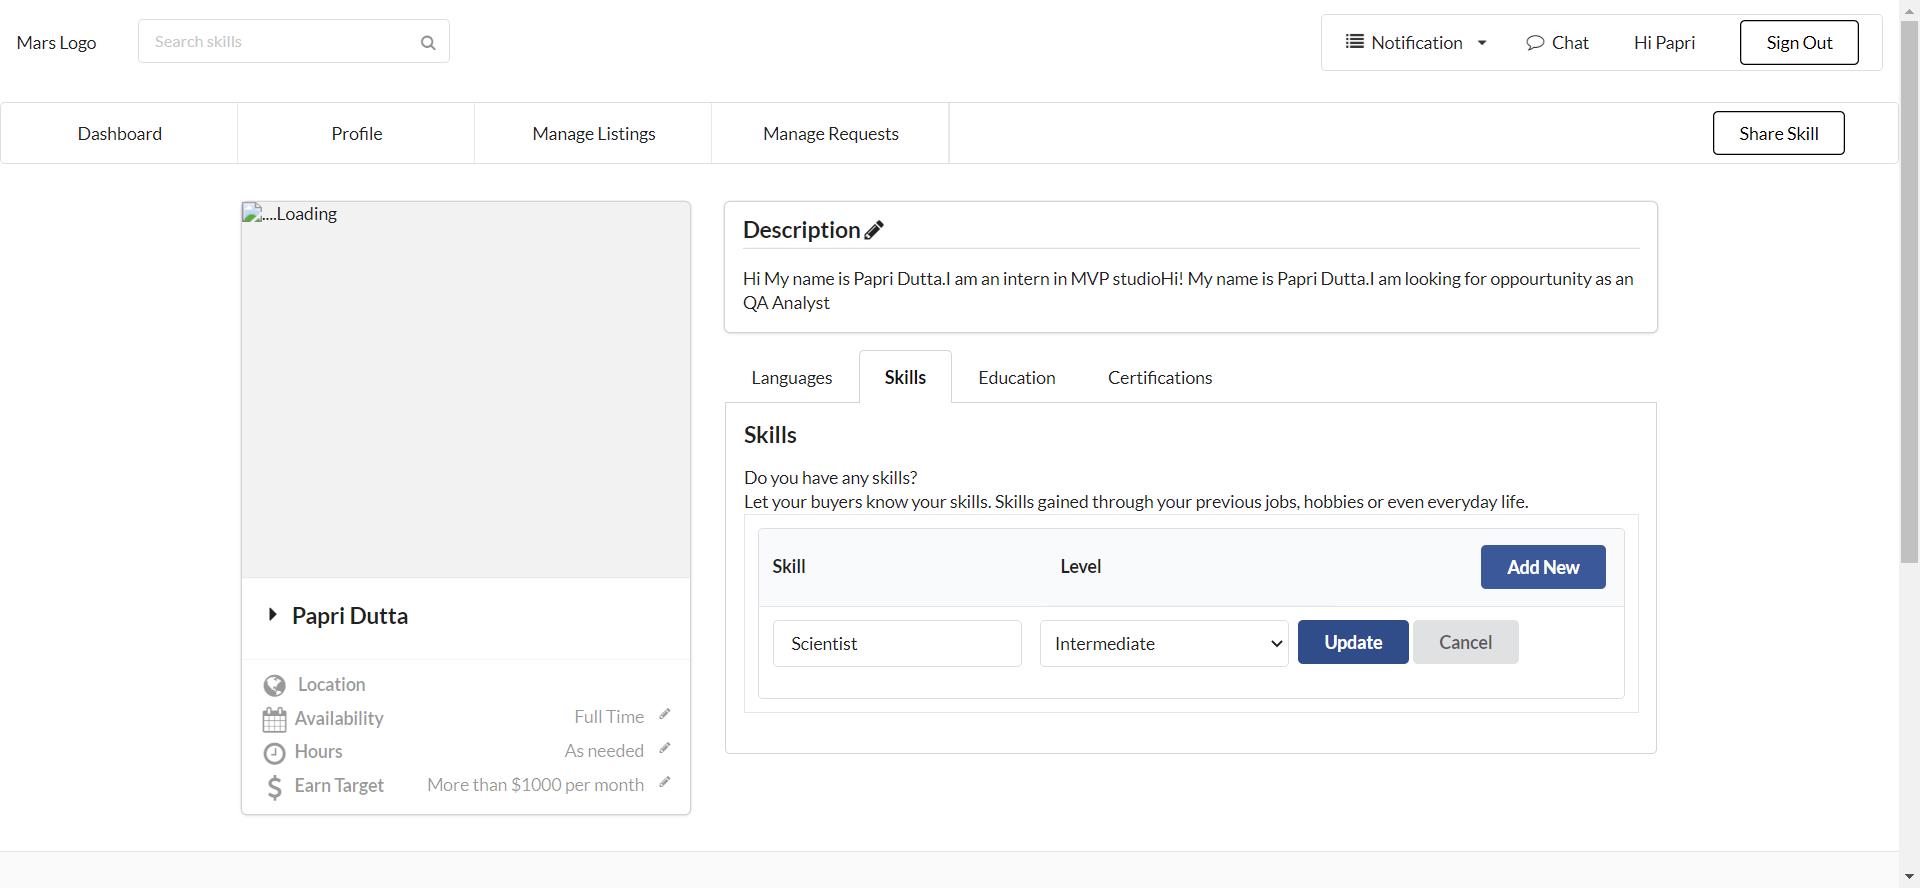 Mars Logo
Search skills
Notification
Chat
Hi Papri
Sign Out
Dashboard
Profile
Manage Listings
Manage Requests
Share Skill
....Loading
Papri Dutta
Location
Availability
Full Time
Hours
As needed
Earn Target
More than $1000 per month
Description
Hi My name is Papri Dutta.I am an intern in MVP studioHi! My name is Papri Dutta.I am looking for oppourtunity as an
QA Analyst
Languages
Skills
Education
Certifications
Skills
Do you have any skills?
Let your buyers know your skills. Skills gained through your previous jobs, hobbies or even everyday life.
Skill
Level
Add New
Scientist
Intermediate
Update
Cancel